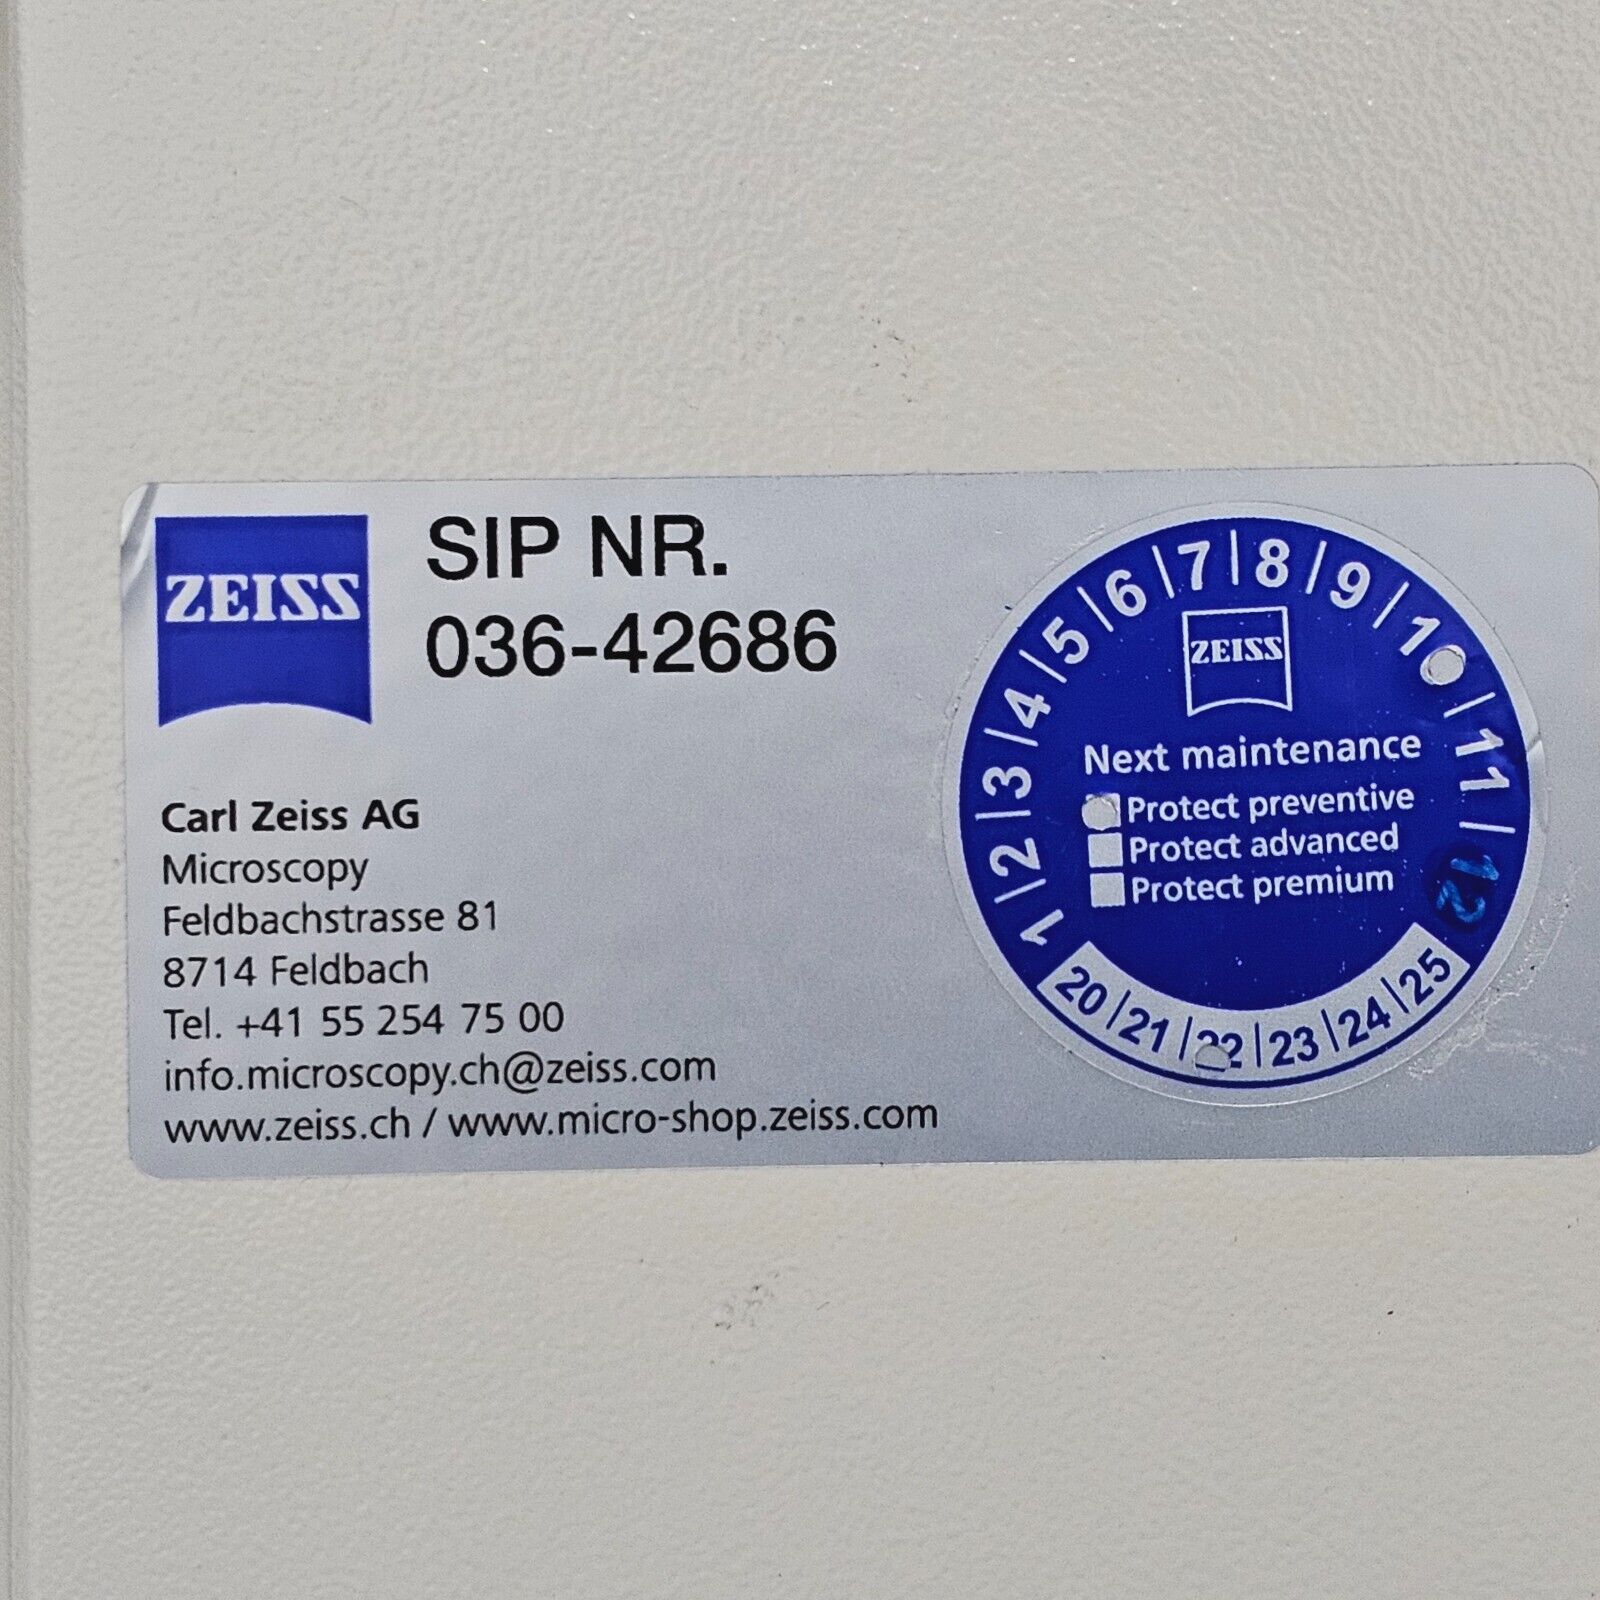 ZEISS
SIP NR.
036-42686
Carl Zeiss AG
Microscopy
Feldbachstrasse 81
8714 Feldbach
Tel. +41 55 254 75 00
info.microscopy.ch@zeiss.com
www.zeiss.ch / www.micro-shop.zeiss.com
1 | 2 | 3 | 4 | 5 | 6 | 7 | 8 | 9 | 10 | 11 | 12
ZEISS
Next maintenance
Protect preventive
Protect advanced
Protect premium
20 | 21 | 22 | 23 | 24 | 25